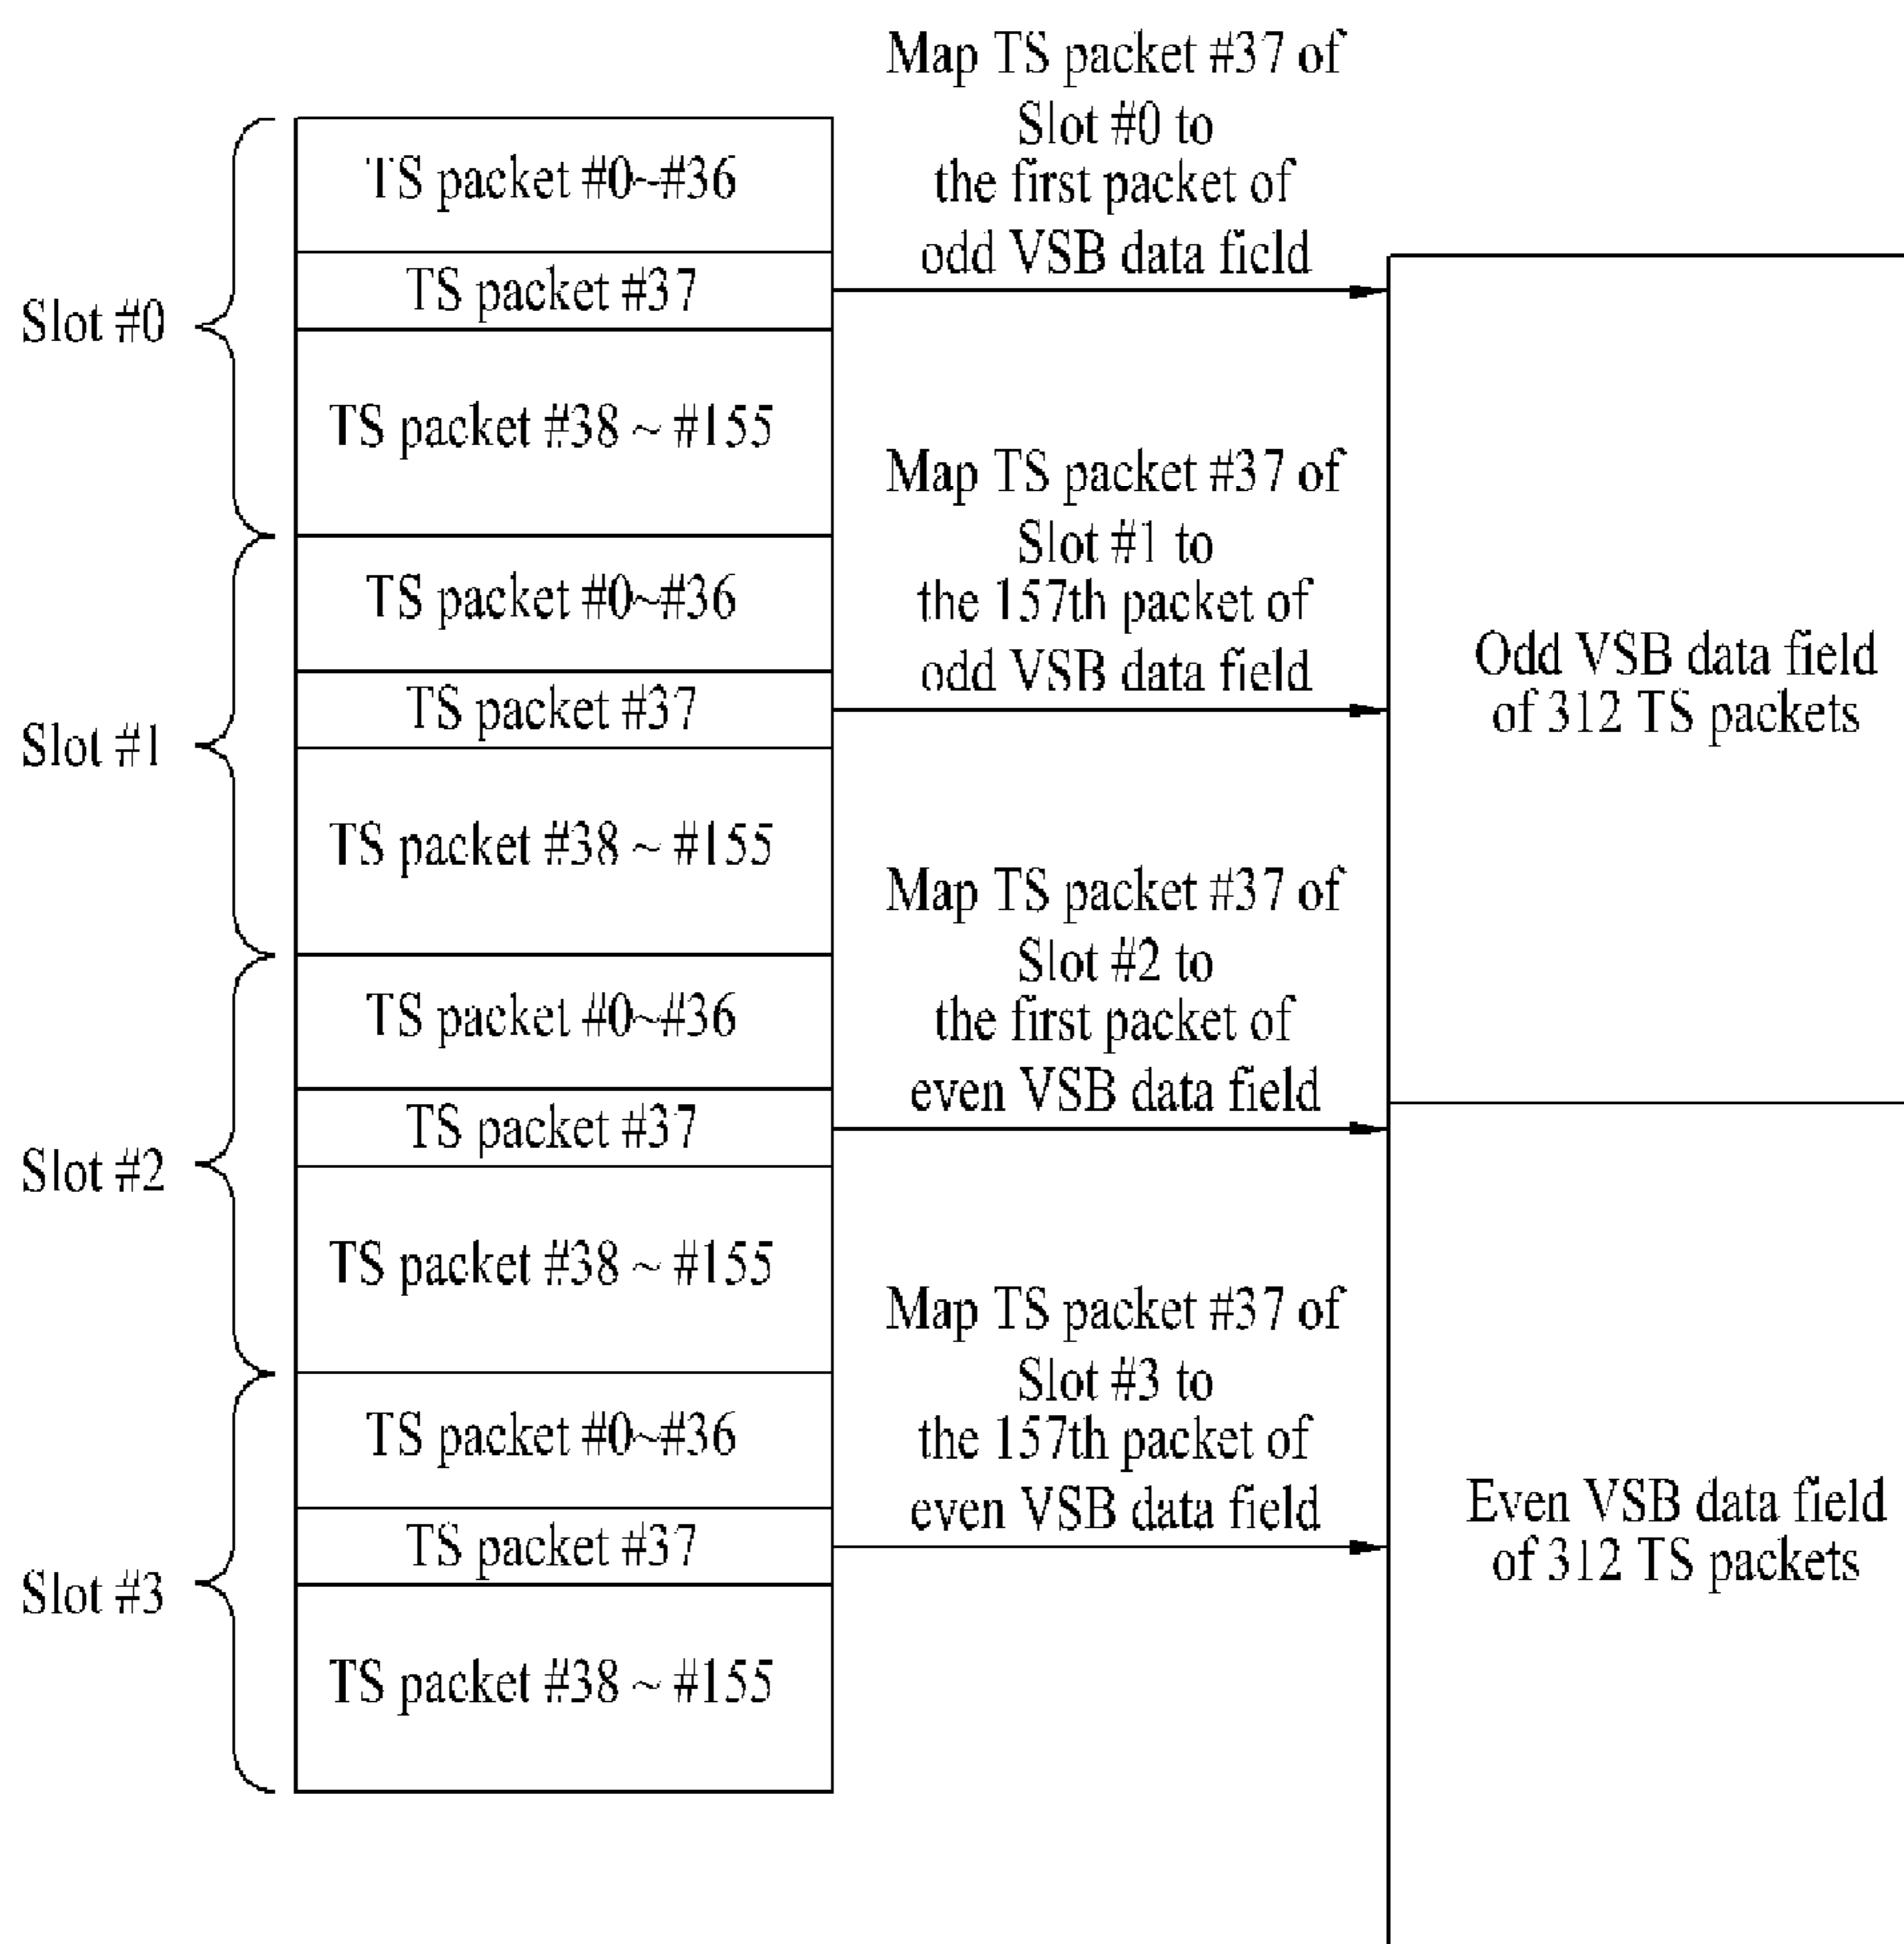 Slot #0
TS packet #0~#36
TS packet #37
TS packet #38 ~ #155
Slot #1
TS packet #0~#36
TS packet #37
TS packet #38 ~ #155
Slot #2
TS packet #0~#36
TS packet #37
TS packet #38 ~ #155
Slot #3
TS packet #0~#36
TS packet #37
TS packet #38 ~ #155
Map TS packet #37 of
Slot #0 to
the first packet of
odd VSB data field
Map TS packet #37 of
Slot #1 to
the 157th packet of
odd VSB data field
Map TS packet #37 of
Slot #2 to
the first packet of
even VSB data field
Map TS packet #37 of
Slot #3 to
the 157th packet of
even VSB data field
Odd VSB data field
of 312 TS packets
Even VSB data field
of 312 TS packets